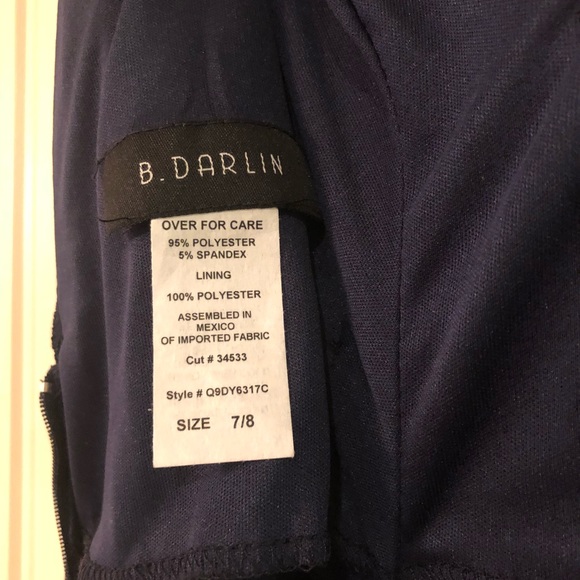 B. DARLIN
OVER FOR CARE
95% POLYESTER
5% SPANDEX
LINING
100% POLYESTER
ASSEMBLED IN
MEXICO
OF IMPORTED FABRIC
Cut # 34533
Style # Q9DY6317C
SIZE 7/8